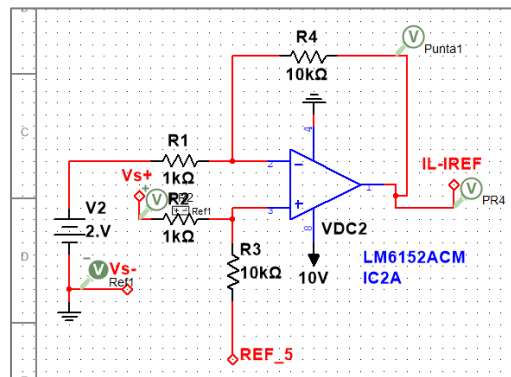 D
C
D
R4
10kΩ
Punta1
R1
1kΩ
Vs+
R2
Ref1
1kΩ
V2
2.V
Vs-
Ref1
2
3
4
8
1
IL-IREF
PR4
VDC2
10V
LM6152ACM
IC2A
R3
10kΩ
REF_5